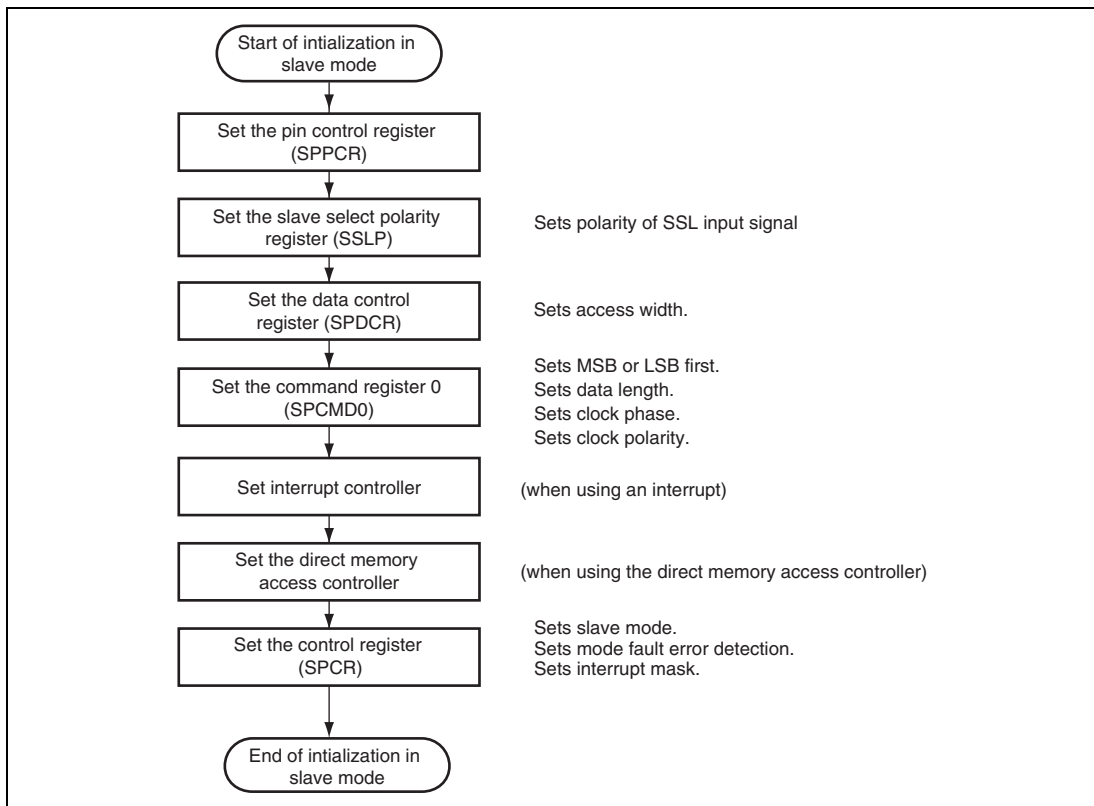 Start of intialization in
slave mode
Set the pin control register
(SPPCR)
Set the slave select polarity
register (SSLP)
Sets polarity of SSL input signal
Set the data control
register (SPDCR)
Sets access width.
Set the command register 0
(SPCMD0)
Sets MSB or LSB first.
Sets data length.
Sets clock phase.
Sets clock polarity.
Set interrupt controller
(when using an interrupt)
Set the direct memory
access controller
(when using the direct memory access controller)
Set the control register
(SPCR)
Sets slave mode.
Sets mode fault error detection.
Sets interrupt mask.
End of intialization in
slave mode